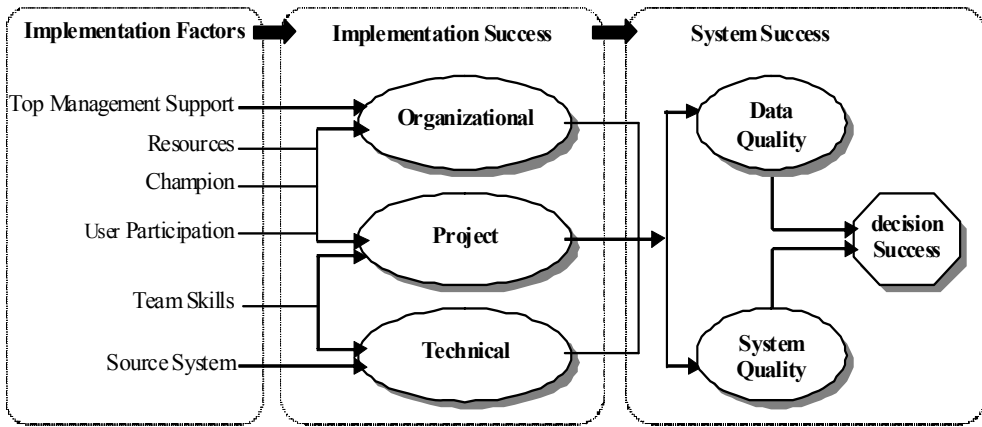 Implementation Factors
Implementation Success
System Success
Top Management Support
Resources
Champion
User Participation
Team Skills
Source System
Organizational
Project
Technical
Data
Quality
System
Quality
decision
Success